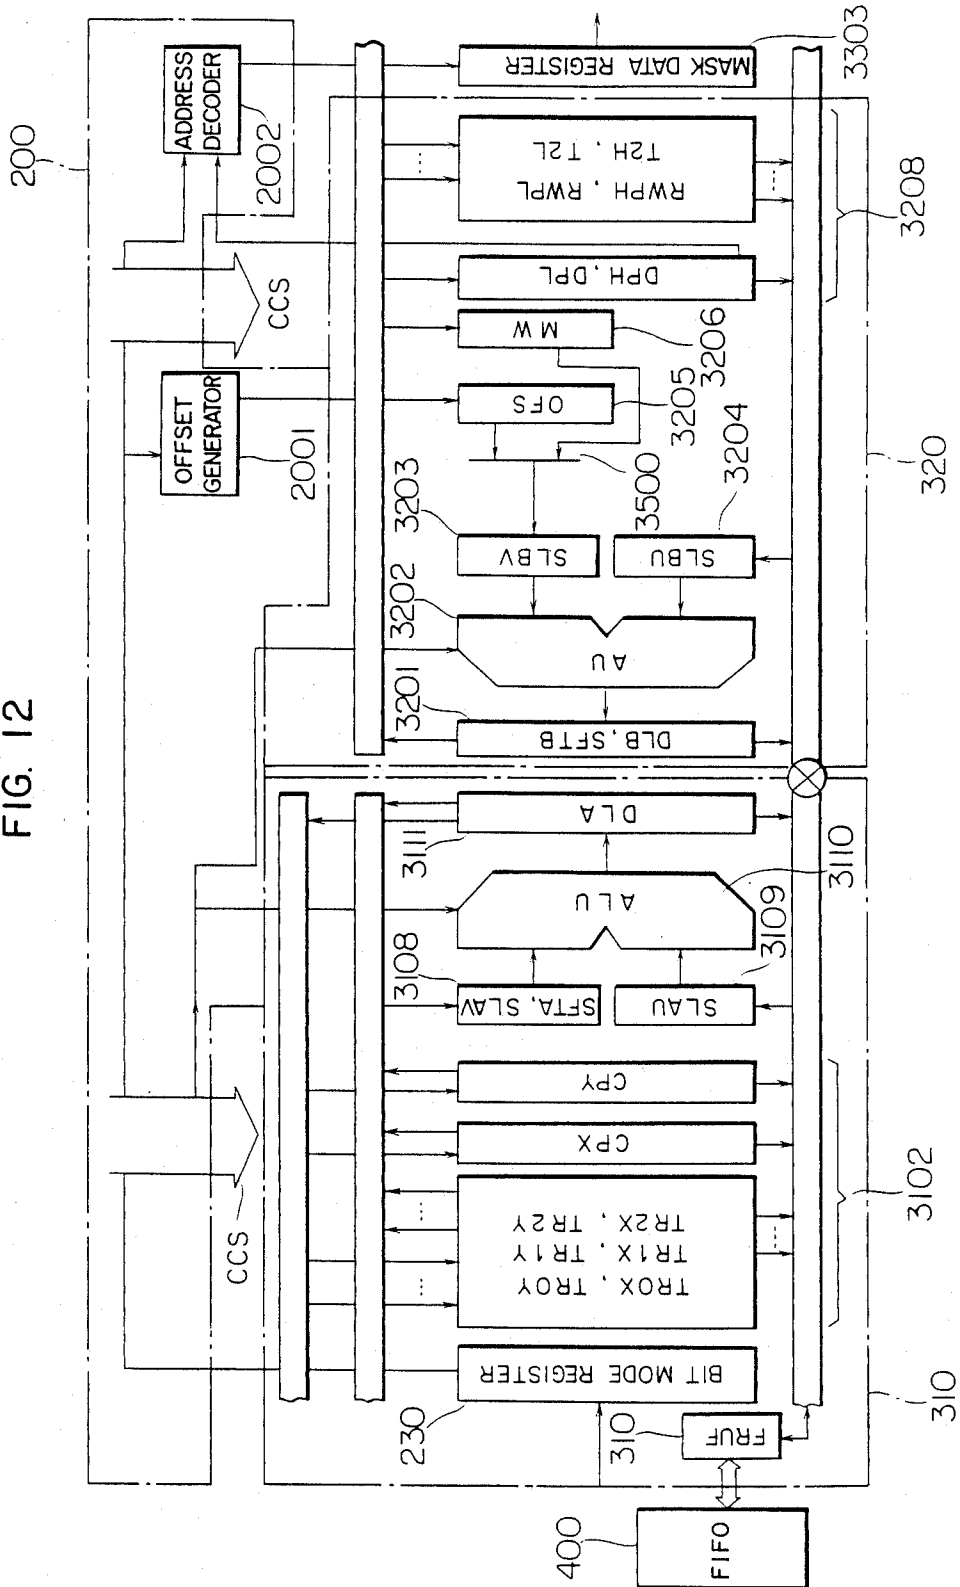 FIG. 12
200
CCS
OFFSET
GENERATOR
2001
CCS
ADDRESS
DECODER
2002
400
FIFO
310
FRUF
230
BIT MODE REGISTER
TR0X, TR0Y
TR1X, TR1Y
TR2X, TR2Y
CPX
CPY
3102
3108
SFTA, SLAV
SLAU
3109
ALU
3110
3111
DLA
310
3201
DLB, SFTB
3202
AU
3203
SLBV
SLBU
3204
3500
OFS
3205
MW
3206
DPH, DPL
RWPH, RWPL
T2H, T2L
3208
320
MASK DATA REGISTER
3303